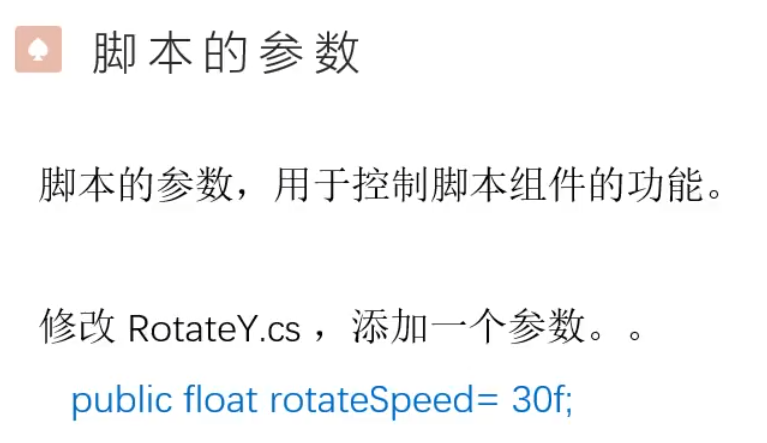 脚本的参数
脚本的参数，用于控制脚本组件的功能。
修改 RotateY.cs ，添加一个参数。。
public float rotateSpeed= 30f;